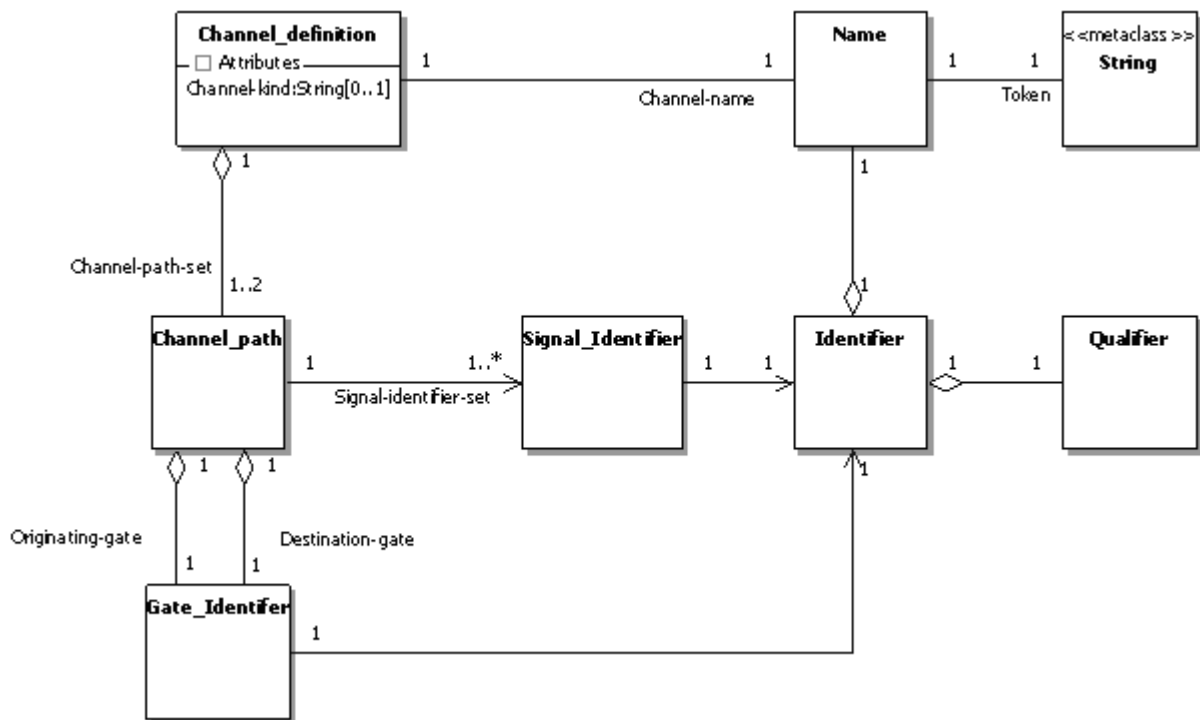 Channel_definition
Attributes
Channel-kind:String[0..1]
1
1
Channel-name
Name
1
1
Token
<<metaclass>>
String
1
Channel-path-set
1..2
1
1
Channel_path
1
1..*
Signal-identifier-set
Signal_Identifier
1
1
Identifier
1
1
Qualifier
1
1
1
Originating-gate
Destination-gate
1
1
Gate_Identifer
1